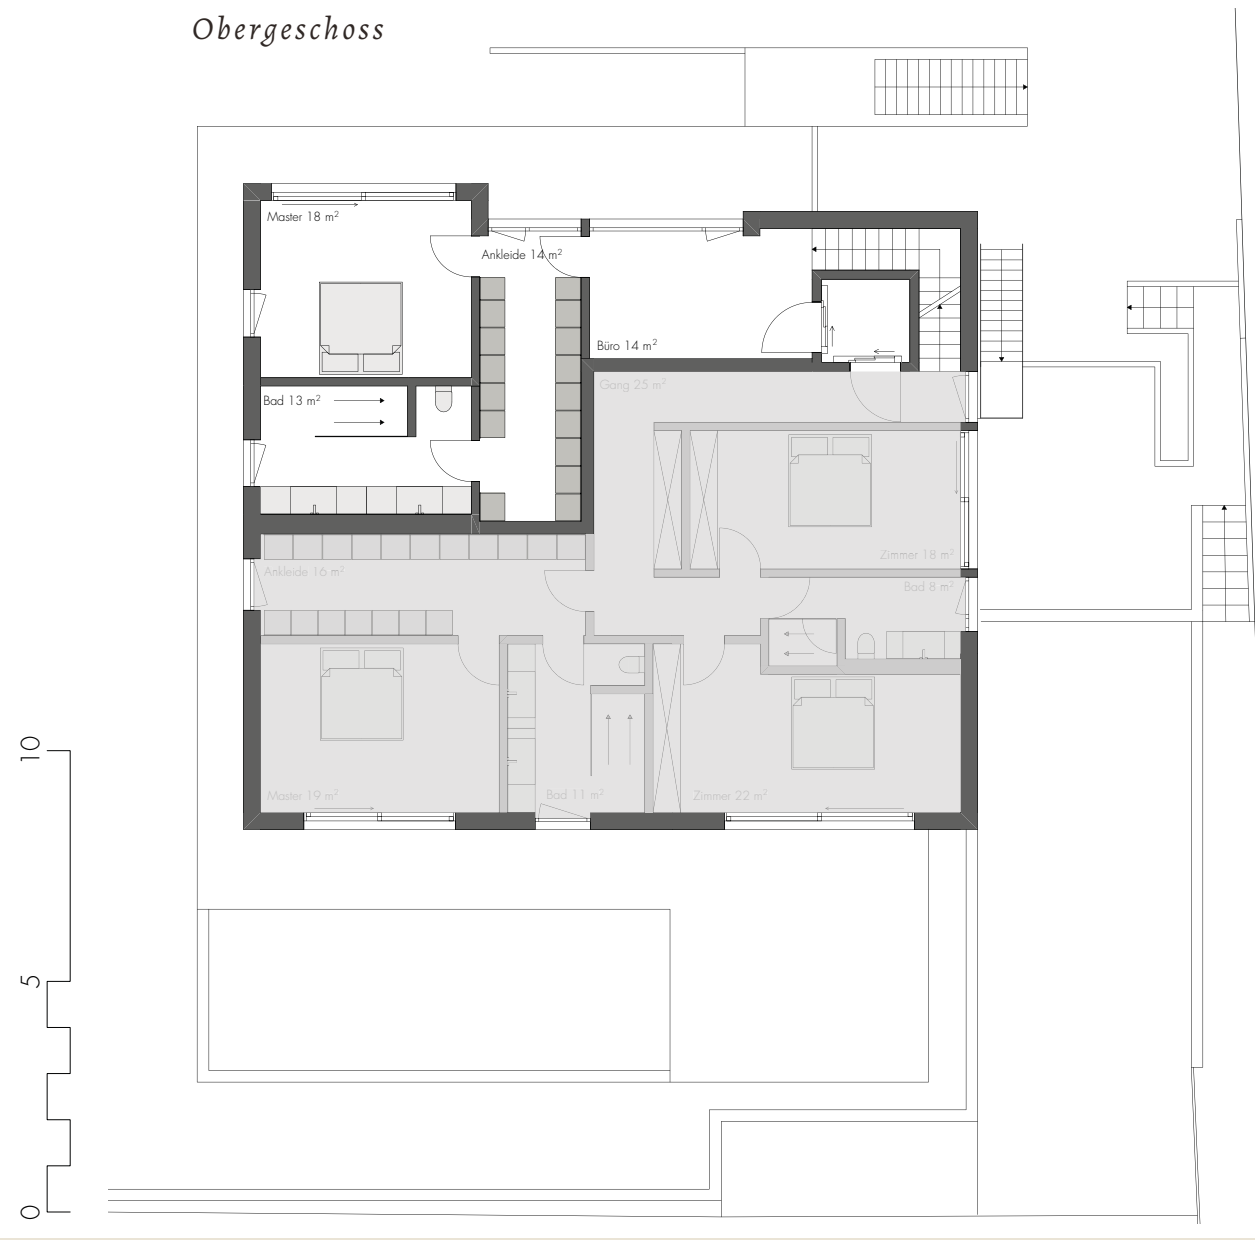 Obergeschoss
Master 18 m²
Ankleide 14 m²
Büro 14 m²
Gang 25 m²
Bad 13 m²
Zimmer 18 m²
Ankleide 16 m²
Bad 8 m²
Master 19 m²
Bad 11 m²
Zimmer 22 m²
10
5
0